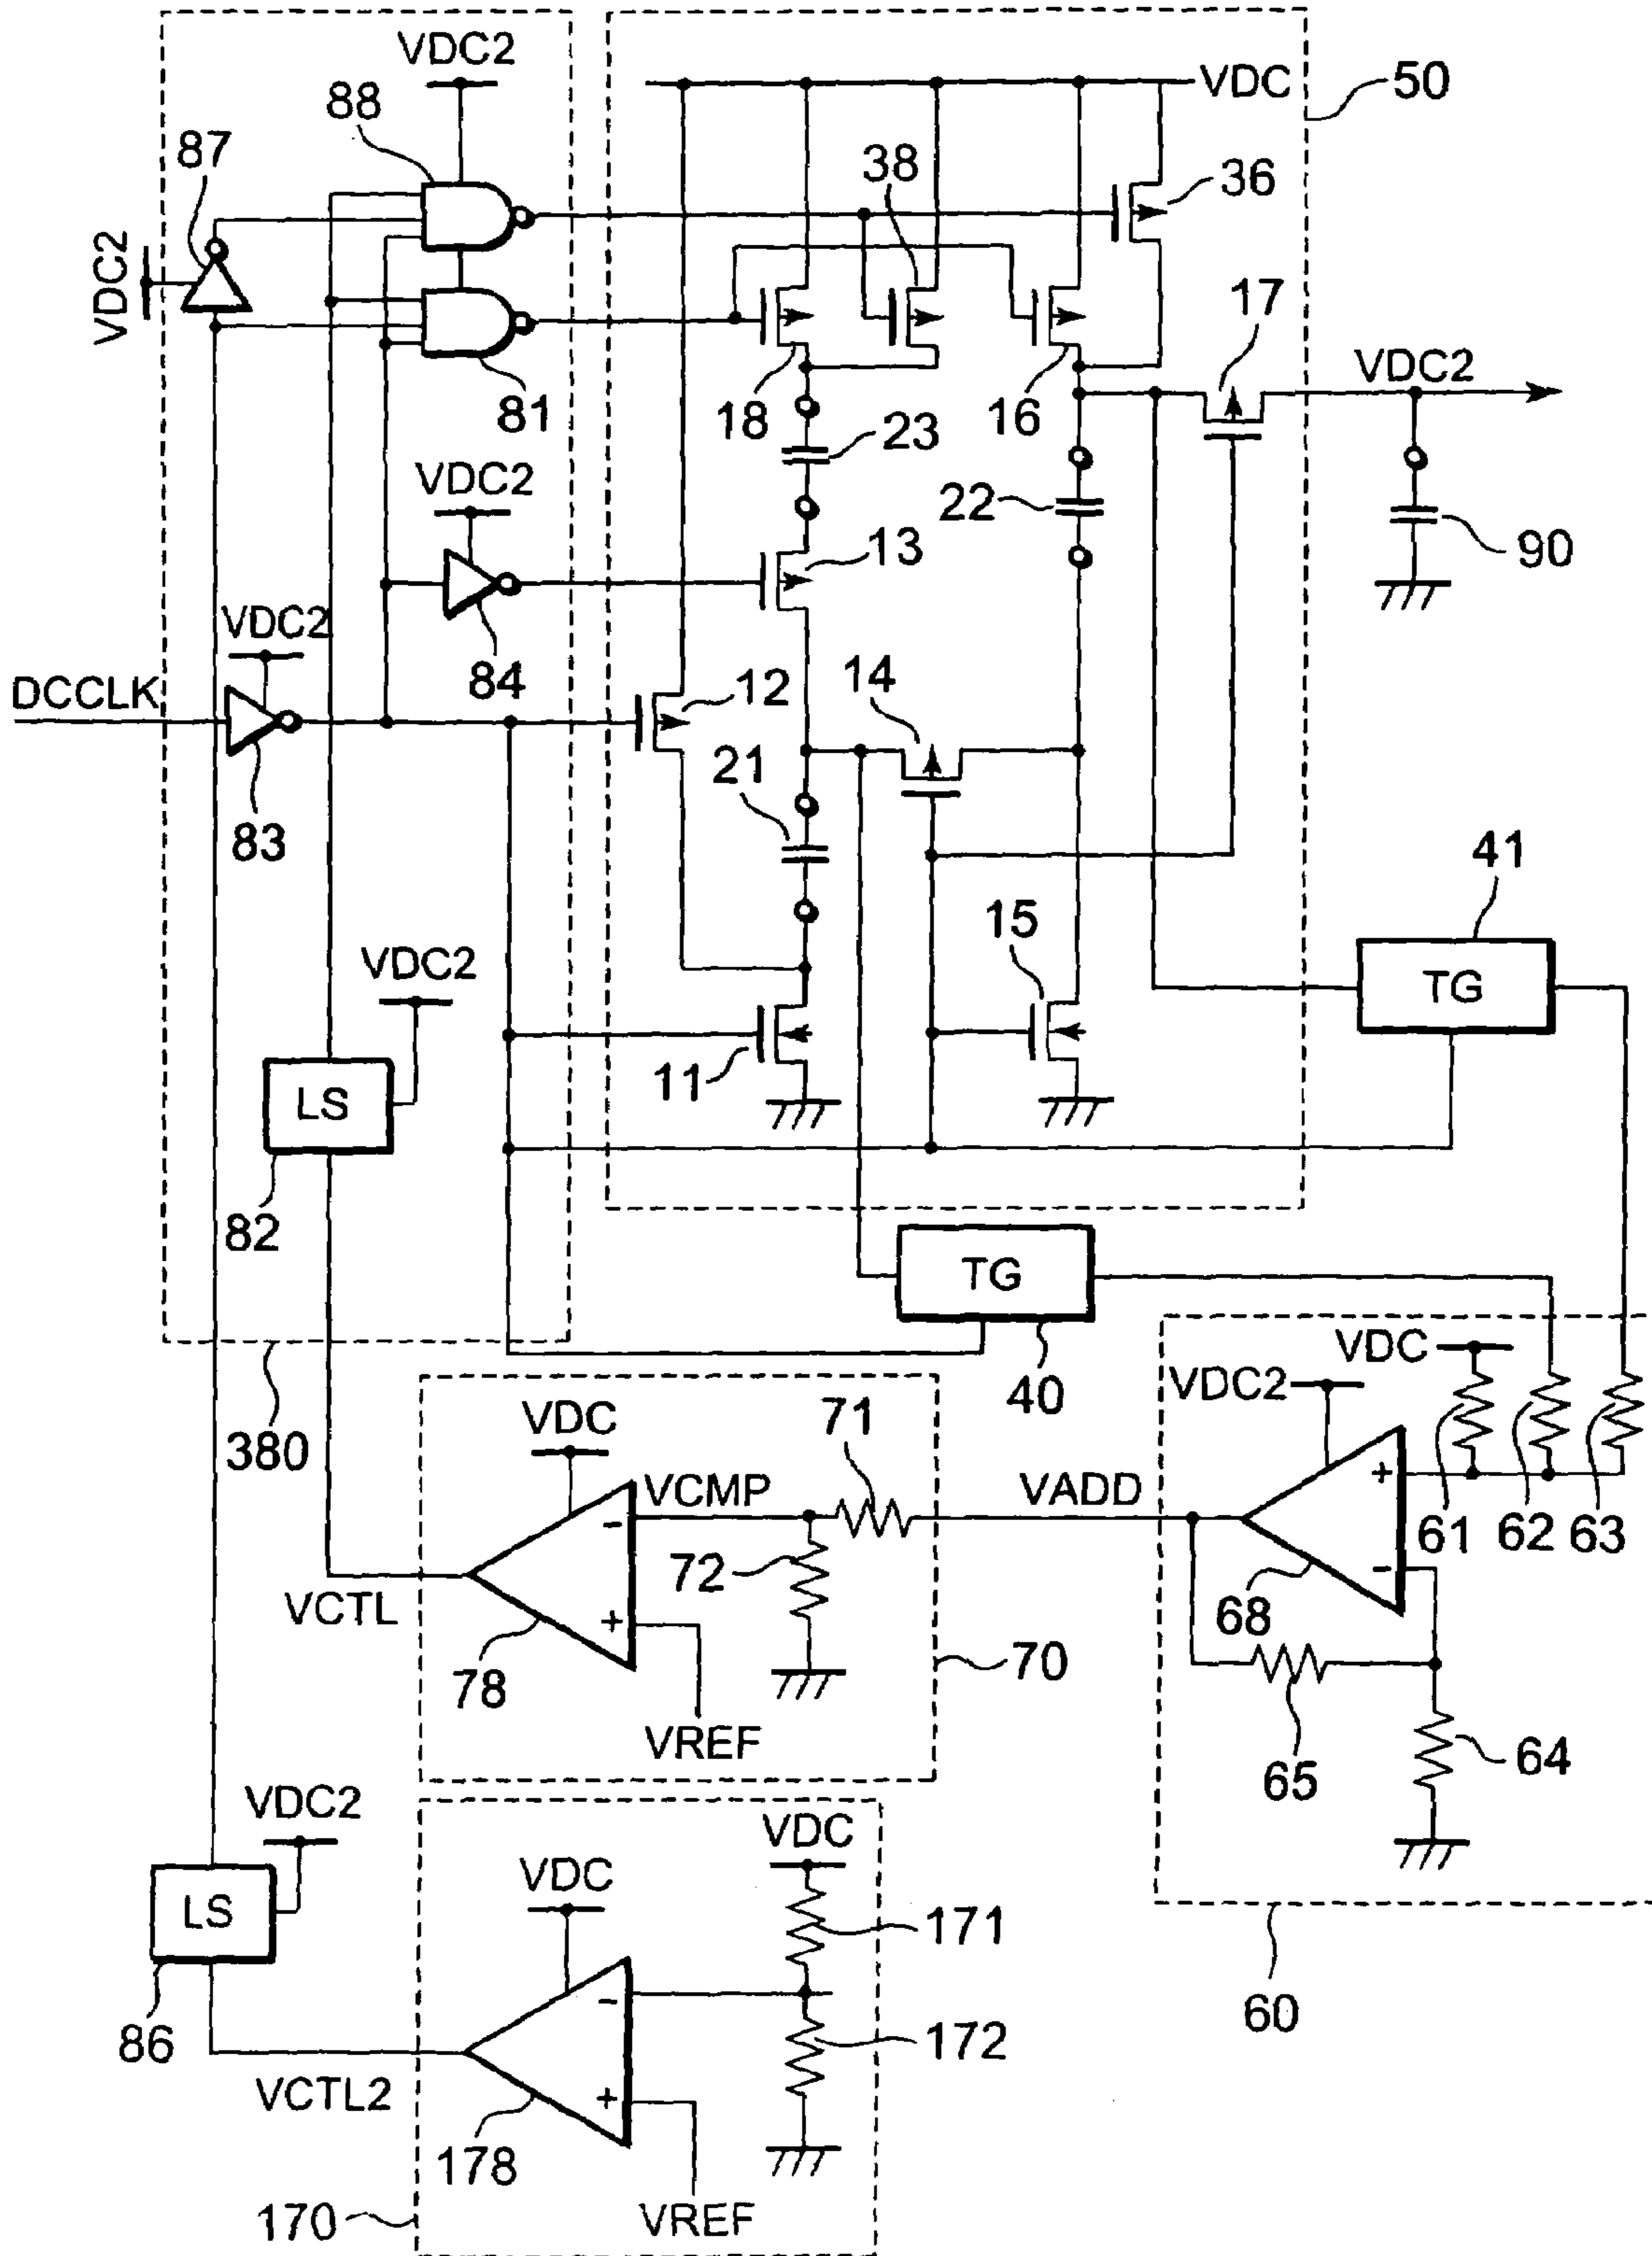 VDC2
VDC
50
88
87
38
36
VDC2
17
VDC2
81
18
16
23
VDC2
22
90
13
VDC2
84
DCCLK
12
14
83
21
41
TG
15
VDC2
11
LS
82
TG
40
VDC
VDC2
380
VDC
71
VCMP
VADD
-
+
61
62
63
72
-
VCTL
+
68
78
70
VREF
65
64
VDC2
VDC
VDC
LS
171
-
60
86
172
VCTL2
+
178
170
VREF